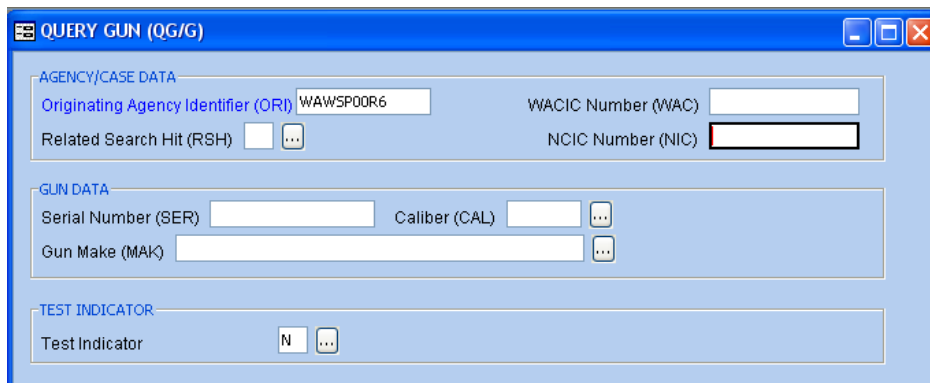 QUERY GUN (QG/G)
AGENCY/CASE DATA
Originating Agency Identifier (ORI) WAWSP00R6 WACIC Number (WAC)
Related Search Hit (RSH) ... NCIC Number (NIC)
GUN DATA
Serial Number (SER) Caliber (CAL) ...
Gun Make (MAK) ...
TEST INDICATOR
Test Indicator N ...